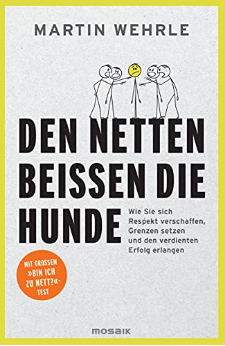 MARTIN WEHRLE
DEN NETTEN
BEISSEN DIE
HUNDE
Wie Sie sich
Respekt verschaffen,
Grenzen setzen
und den verdienten
Erfolg erlangen
MIT GROSSEM
»BIN ICH
ZU NETT?«-
TEST
mosaik